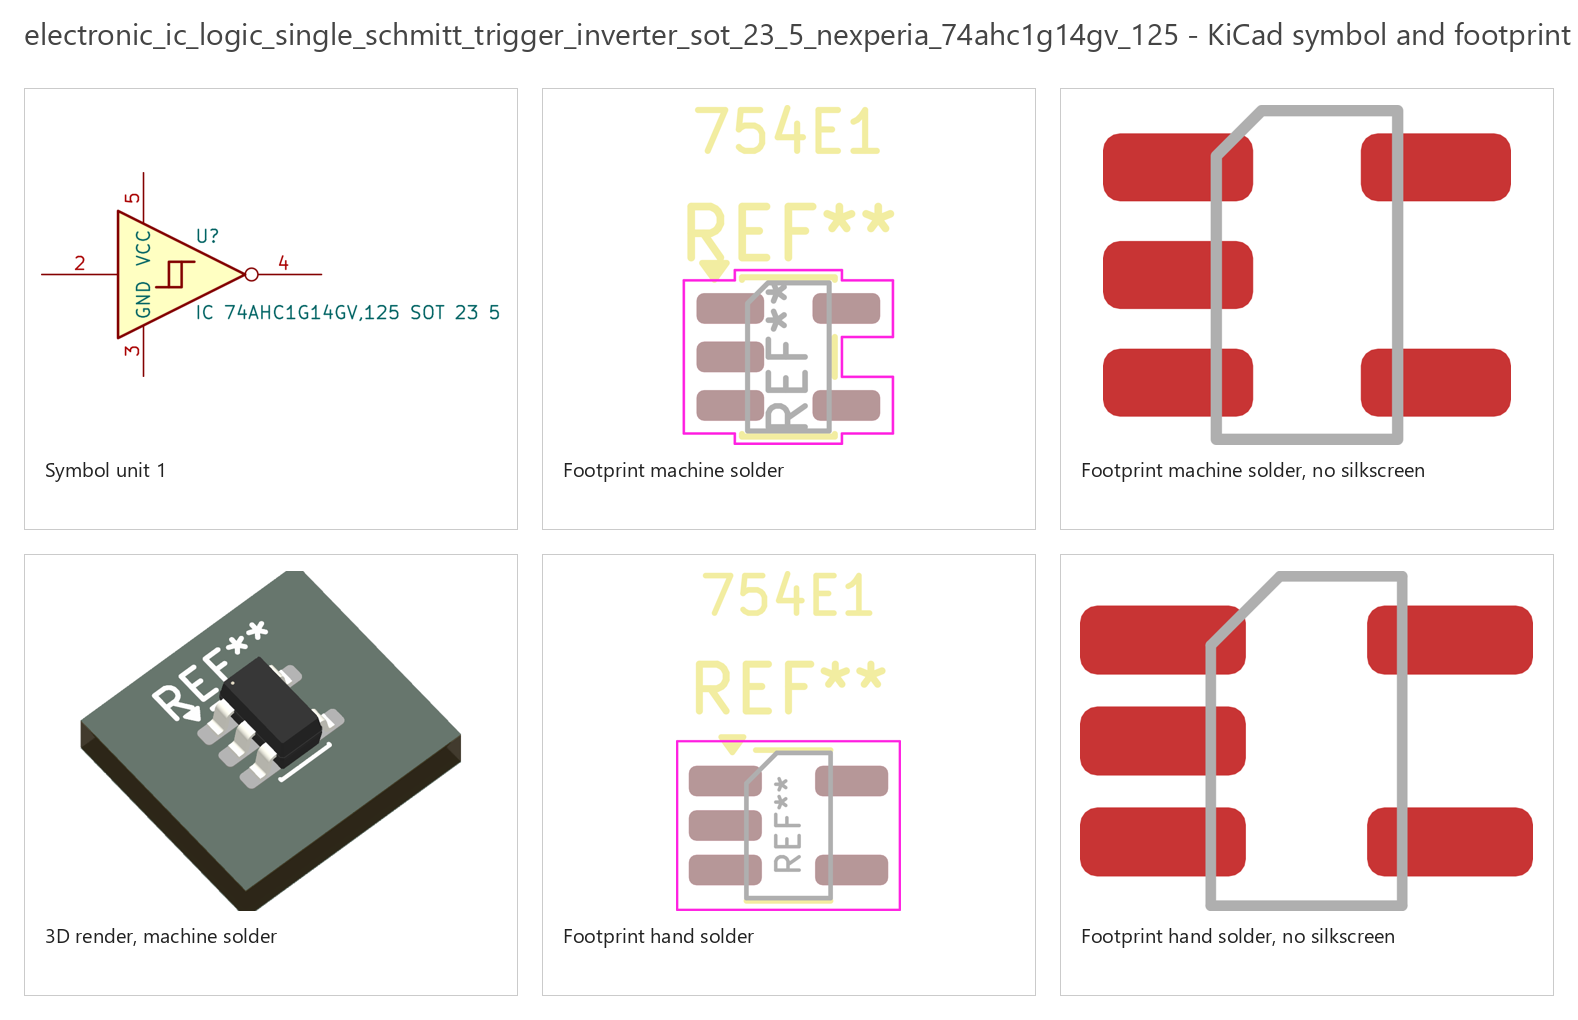 electronic_ic_logic_single_schmitt_trigger_inverter_sot_23_5_nexperia_74ahc1g14gv_125 - KiCad symbol and footprint
5
U?
VCC
2
4
GND
IC 74AHC1G14GV,125 SOT 23 5
3
Symbol unit 1
754E1
REF**
REF**
Footprint machine solder
Footprint machine solder, no silkscreen
REF**
3D render, machine solder
754E1
REF**
REF**
Footprint hand solder
Footprint hand solder, no silkscreen